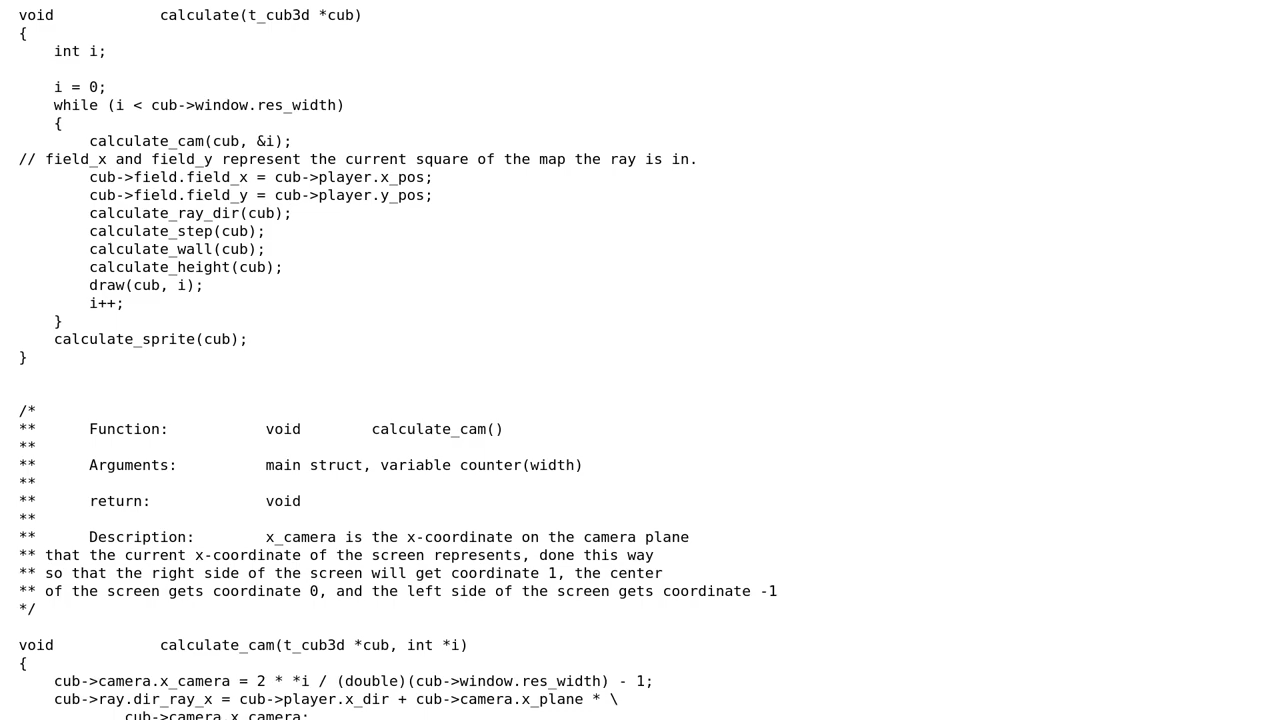 void            calculate(t_cub3d *cub)
{
    int i;

    i = 0;
    while (i < cub->window.res_width)
    {
        calculate_cam(cub, &i);
// field_x and field_y represent the current square of the map the ray is in.
        cub->field.field_x = cub->player.x_pos;
        cub->field.field_y = cub->player.y_pos;
        calculate_ray_dir(cub);
        calculate_step(cub);
        calculate_wall(cub);
        calculate_height(cub);
        draw(cub, i);
        i++;
    }
    calculate_sprite(cub);
}


/*
**      Function:           void        calculate_cam()
**
**      Arguments:          main struct, variable counter(width)
**
**      return:             void
**
**      Description:        x_camera is the x-coordinate on the camera plane
** that the current x-coordinate of the screen represents, done this way
** so that the right side of the screen will get coordinate 1, the center
** of the screen gets coordinate 0, and the left side of the screen gets coordinate -1
*/

void            calculate_cam(t_cub3d *cub, int *i)
{
    cub->camera.x_camera = 2 * *i / (double)(cub->window.res_width) - 1;
    cub->ray.dir_ray_x = cub->player.x_dir + cub->camera.x_plane * \
            cub->camera.x_camera;